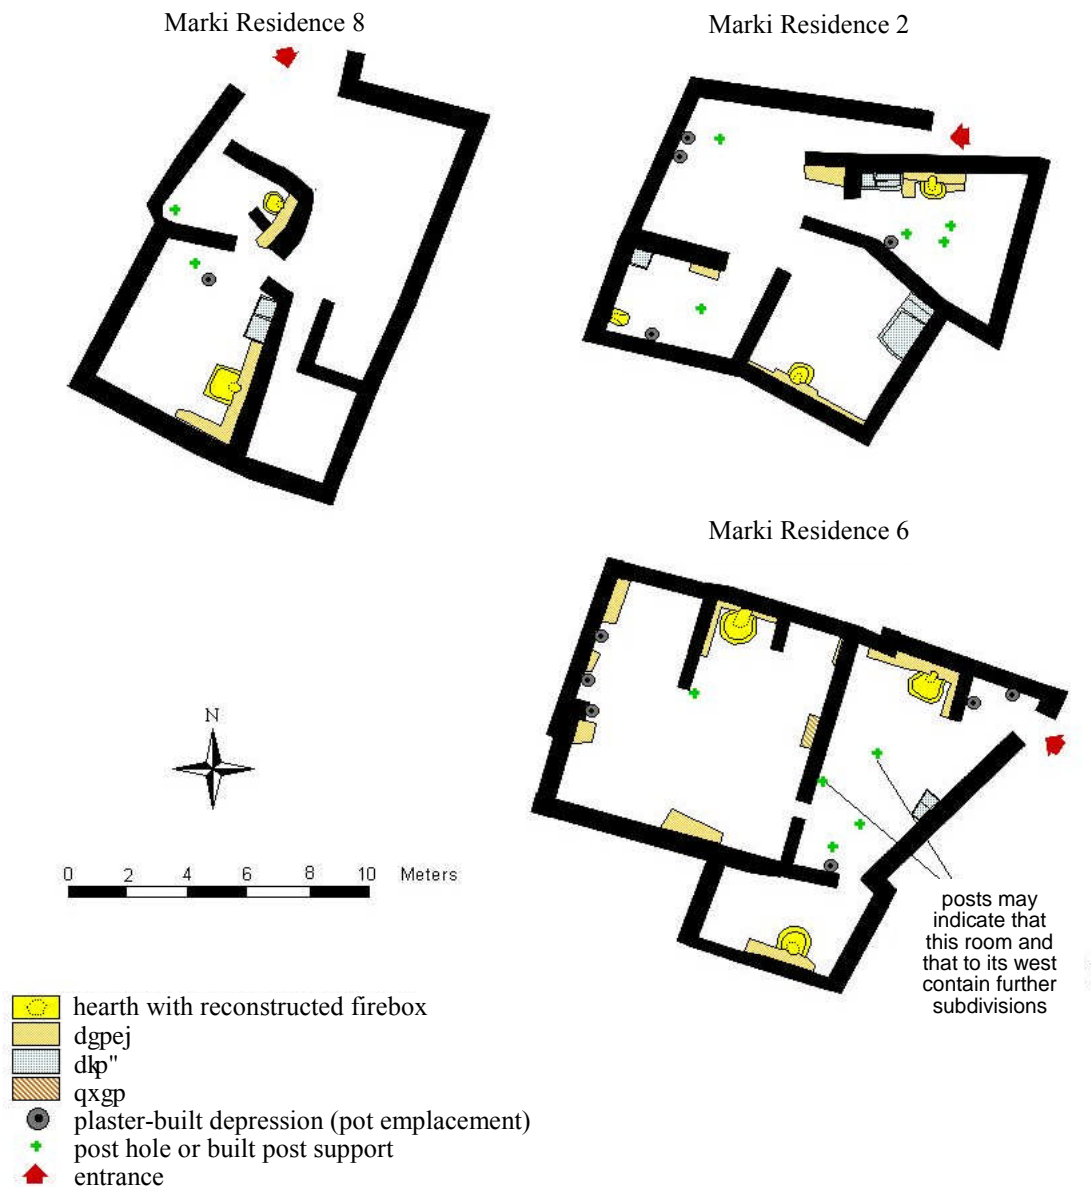 Marki Residence 8
Marki Residence 2
Marki Residence 6
N
0 2 4 6 8 10 Meters
posts may
indicate that
this room and
that to its west
contain further
subdivisions
hearth with reconstructed firebox
dgpej
dkp"
qxgp
plaster-built depression (pot emplacement)
post hole or built post support
entrance